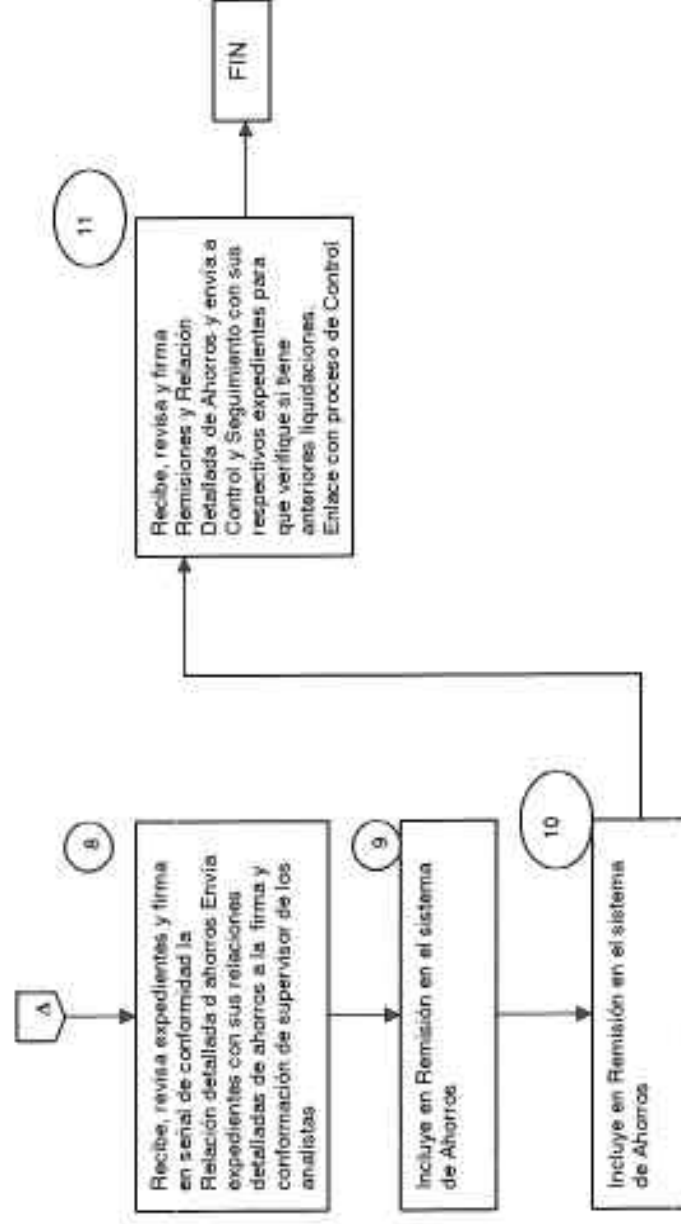 A
8
Recibe, revisa expedientes y firma
en señal de conformidad la
Relación detallada d ahorros Envia
expedientes con sus relaciones
detalladas de ahorros a la firma y
conformación de supervisor de los
analistas
9
Incluye en Remisión en el sistema
de Ahorros
10
Incluye en Remisión en el sistema
de Ahorros
11
Recibe, revisa y firma
Remisiones y Relación
Detallada de Ahorros y envia a
Control y Seguimiento con sus
respectivos expedientes para
que verifique si tiene
anteriores liquidaciones.
Enlace con proceso de Control
FIN